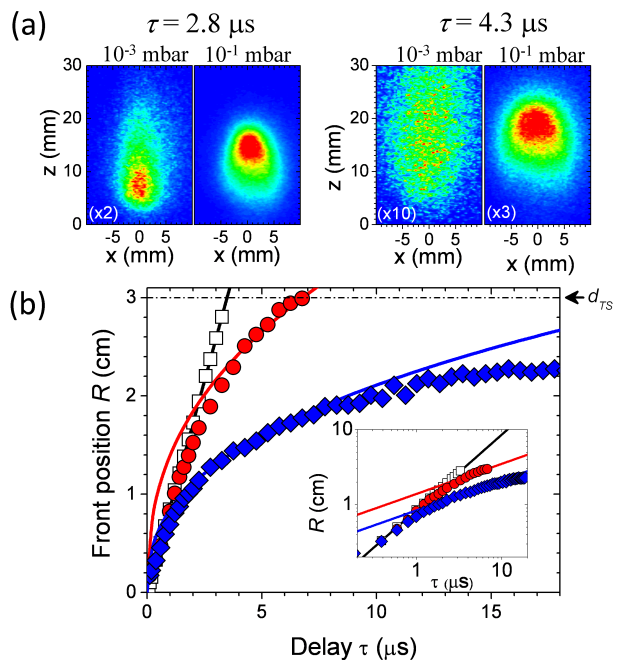 (a)
τ = 2.8 μs
τ = 4.3 μs
10⁻³ mbar
10⁻¹ mbar
10⁻³ mbar
10⁻¹ mbar
30
20
10
0
z (mm)
(x2)
-5 0 5
-5 0 5
x (mm)
x (mm)
30
20
10
0
z (mm)
(x10)
(x3)
-5 0 5
-5 0 5
x (mm)
x (mm)
(b)
3
2
1
0
Front position R (cm)
d_TS
0
5
10
15
Delay τ (μs)
10
1
R (cm)
1
10
τ (μs)